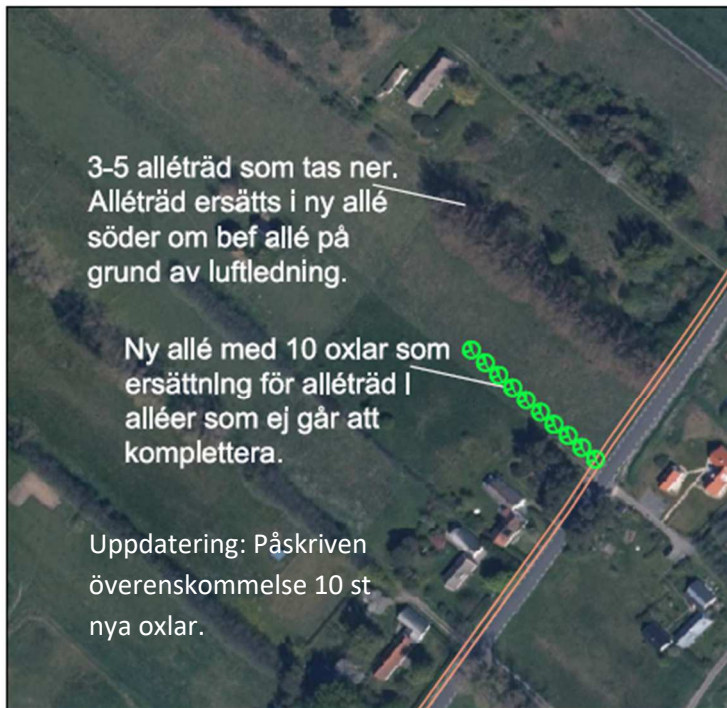 3-5 alléträd som tas ner.
Alléträd ersätts i ny allé
söder om bef allé på
grund av luftledning.
Ny allé med 10 oxlar som
ersättning för alléträd I
alléer som ej går att
komplettera.
Uppdatering: Påskriven
överenskommelse 10 st
nya oxlar.